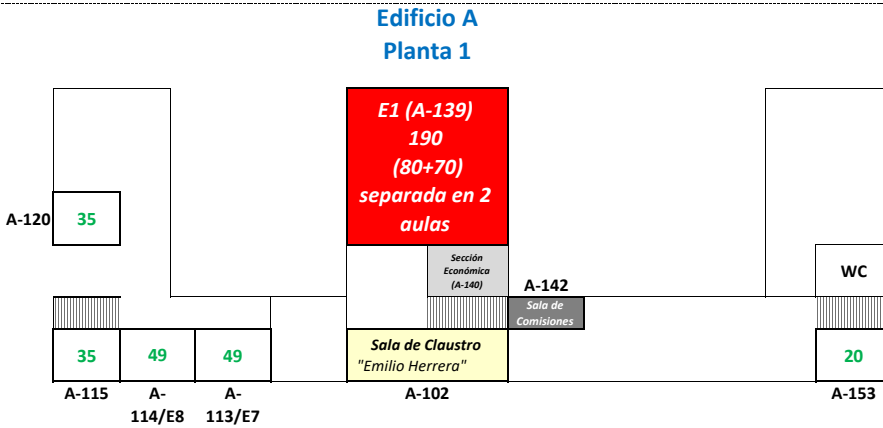 Edificio A
Planta 1
E1 (A-139)
190
(80+70)
separada en 2
aulas
A-120
35
Sección
Económica
(A-140)
A-142
WC
Sala de
Comisiones
35
49
49
Sala de Claustro
"Emilio Herrera"
20
A-115
A-
114/E8
A-
113/E7
A-102
A-153